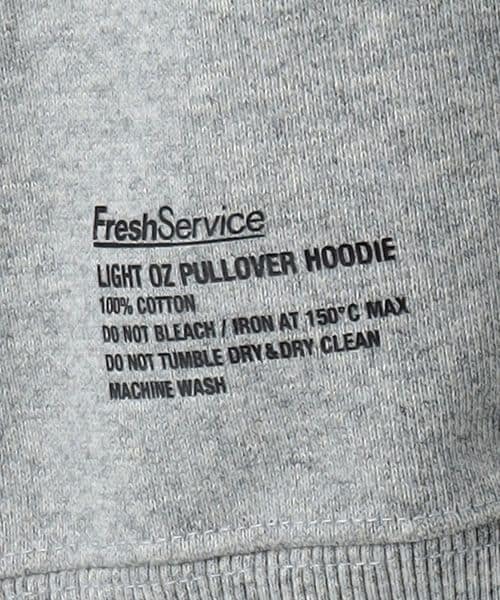 FreshService
LIGHT OZ PULLOVER HOODIE
100% COTTON
DO NOT BLEACH / IRON AT 150°C MAX
DO NOT TUMBLE DRY & DRY CLEAN
MACHINE WASH